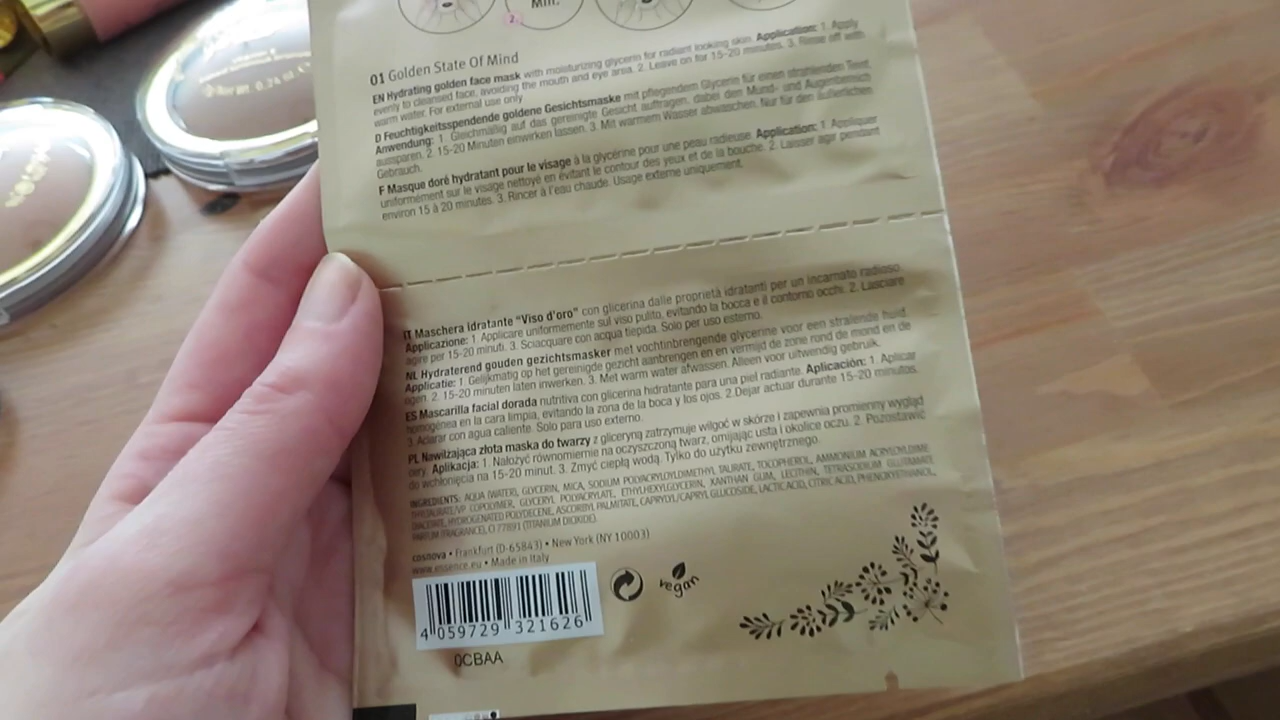 Min.
2.
01 Golden State Of Mind
EN Hydrating golden face mask with moisturizing glycerin for radiant looking skin. Application: 1. Apply
evenly to cleansed face, avoiding the mouth and eye area. 2. Leave on for 15-20 minutes. 3. Rinse off with
warm water. For external use only
D Feuchtigkeitsspendende goldene Gesichtsmaske mit pflegendem Glycerin für einen strahlenden Teint.
Anwendung: 1. Gleichmäßig auf das gereinigte Gesicht auftragen, dabei den Mund- und Augenbereich
aussparen. 2. 15-20 Minuten einwirken lassen. 3. Mit warmem Wasser abwaschen. Nur für den äußerlichen
Gebrauch.
F Masque doré hydratant pour le visage à la glycérine pour une peau radieuse. Application: 1. Appliquer
uniformément sur le visage nettoyé en évitant le contour des yeux et de la bouche. 2. Laisser agir pendant
environ 15 à 20 minutes. 3. Rincer à l'eau chaude. Usage externe uniquement.
IT Maschera idratante "Viso d'oro" con glicerina dalle proprietà idratanti per un incarnato radioso.
Applicazione: 1. Applicare uniformemente sul viso pulito, evitando la bocca e il contorno occhi. 2. Lasciare
agire per 15-20 minuti. 3. Sciacquare con acqua tiepida. Solo per uso esterno.
NL Hydraterend gouden gezichtsmasker met vochtinbrengende glycerine voor een stralende huid.
Applicatie: 1. Gelijkmatig op het gereinigde gezicht aanbrengen en en vermijd de zone rond de mond en de
ogen. 2. 15-20 minuten laten inwerken. 3. Met warm water afwassen. Alleen voor uitwendig gebruik.
ES Mascarilla facial dorada nutritiva con glicerina hidratante para una piel radiante. Aplicación: 1. Aplicar
homogénea en la cara limpia, evitando la zona de la boca y los ojos. 2. Dejar actuar durante 15-20 minutos.
3. Aclarar con agua caliente. Solo para uso externo.
PL Nawilżająca złota maska do twarzy z gliceryną zatrzymuje wilgoć w skórze i zapewnia promienny wygląd
cery. Aplikacja: 1. Nałożyć równomiernie na oczyszczoną twarz, omijając usta i okolice oczu. 2. Pozostawić
do wchłonięcia na 15-20 minut. 3. Zmyć ciepłą wodą. Tylko do użytku zewnętrznego.
INGREDIENTS: AQUA (WATER), GLYCERIN, MICA, SODIUM POLYACRYLOYLDIMETHYL TAURATE, TOCOPHEROL, AMMONIUM ACRYLOYLDIME
THYLTAURATE/VP COPOLYMER, GLYCERYL POLYACRYLATE, ETHYLHEXYLGLYCERIN, XANTHAN GUM, LECITHIN, TETRASODIUM GLUTAMATE
DIACETATE, HYDROGENATED POLYDECENE, ASCORBYL PALMITATE, CAPRYLYL/CAPRYL GLUCOSIDE, LACTIC ACID, CITRIC ACID, PHENOXYETHANOL,
PARFUM (FRAGRANCE), CI 77891 (TITANIUM DIOXIDE).
cosnova • Frankfurt (D-65843) • New York (NY 10003)
www.essence.eu • Made in Italy
vegan
4 059729 321626
0CBAA